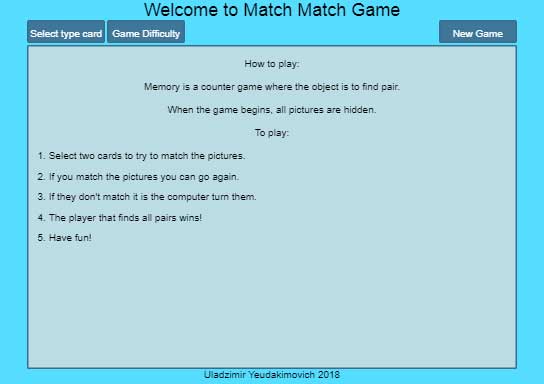 Welcome to Match Match Game
Select type card
Game Difficulty
New Game
How to play:
Memory is a counter game where the object is to find pair.
When the game begins, all pictures are hidden.
To play:
1. Select two cards to try to match the pictures.
2. If you match the pictures you can go again.
3. If they don't match it is the computer turn them.
4. The player that finds all pairs wins!
5. Have fun!
Uladzimir Yeudakimovich 2018